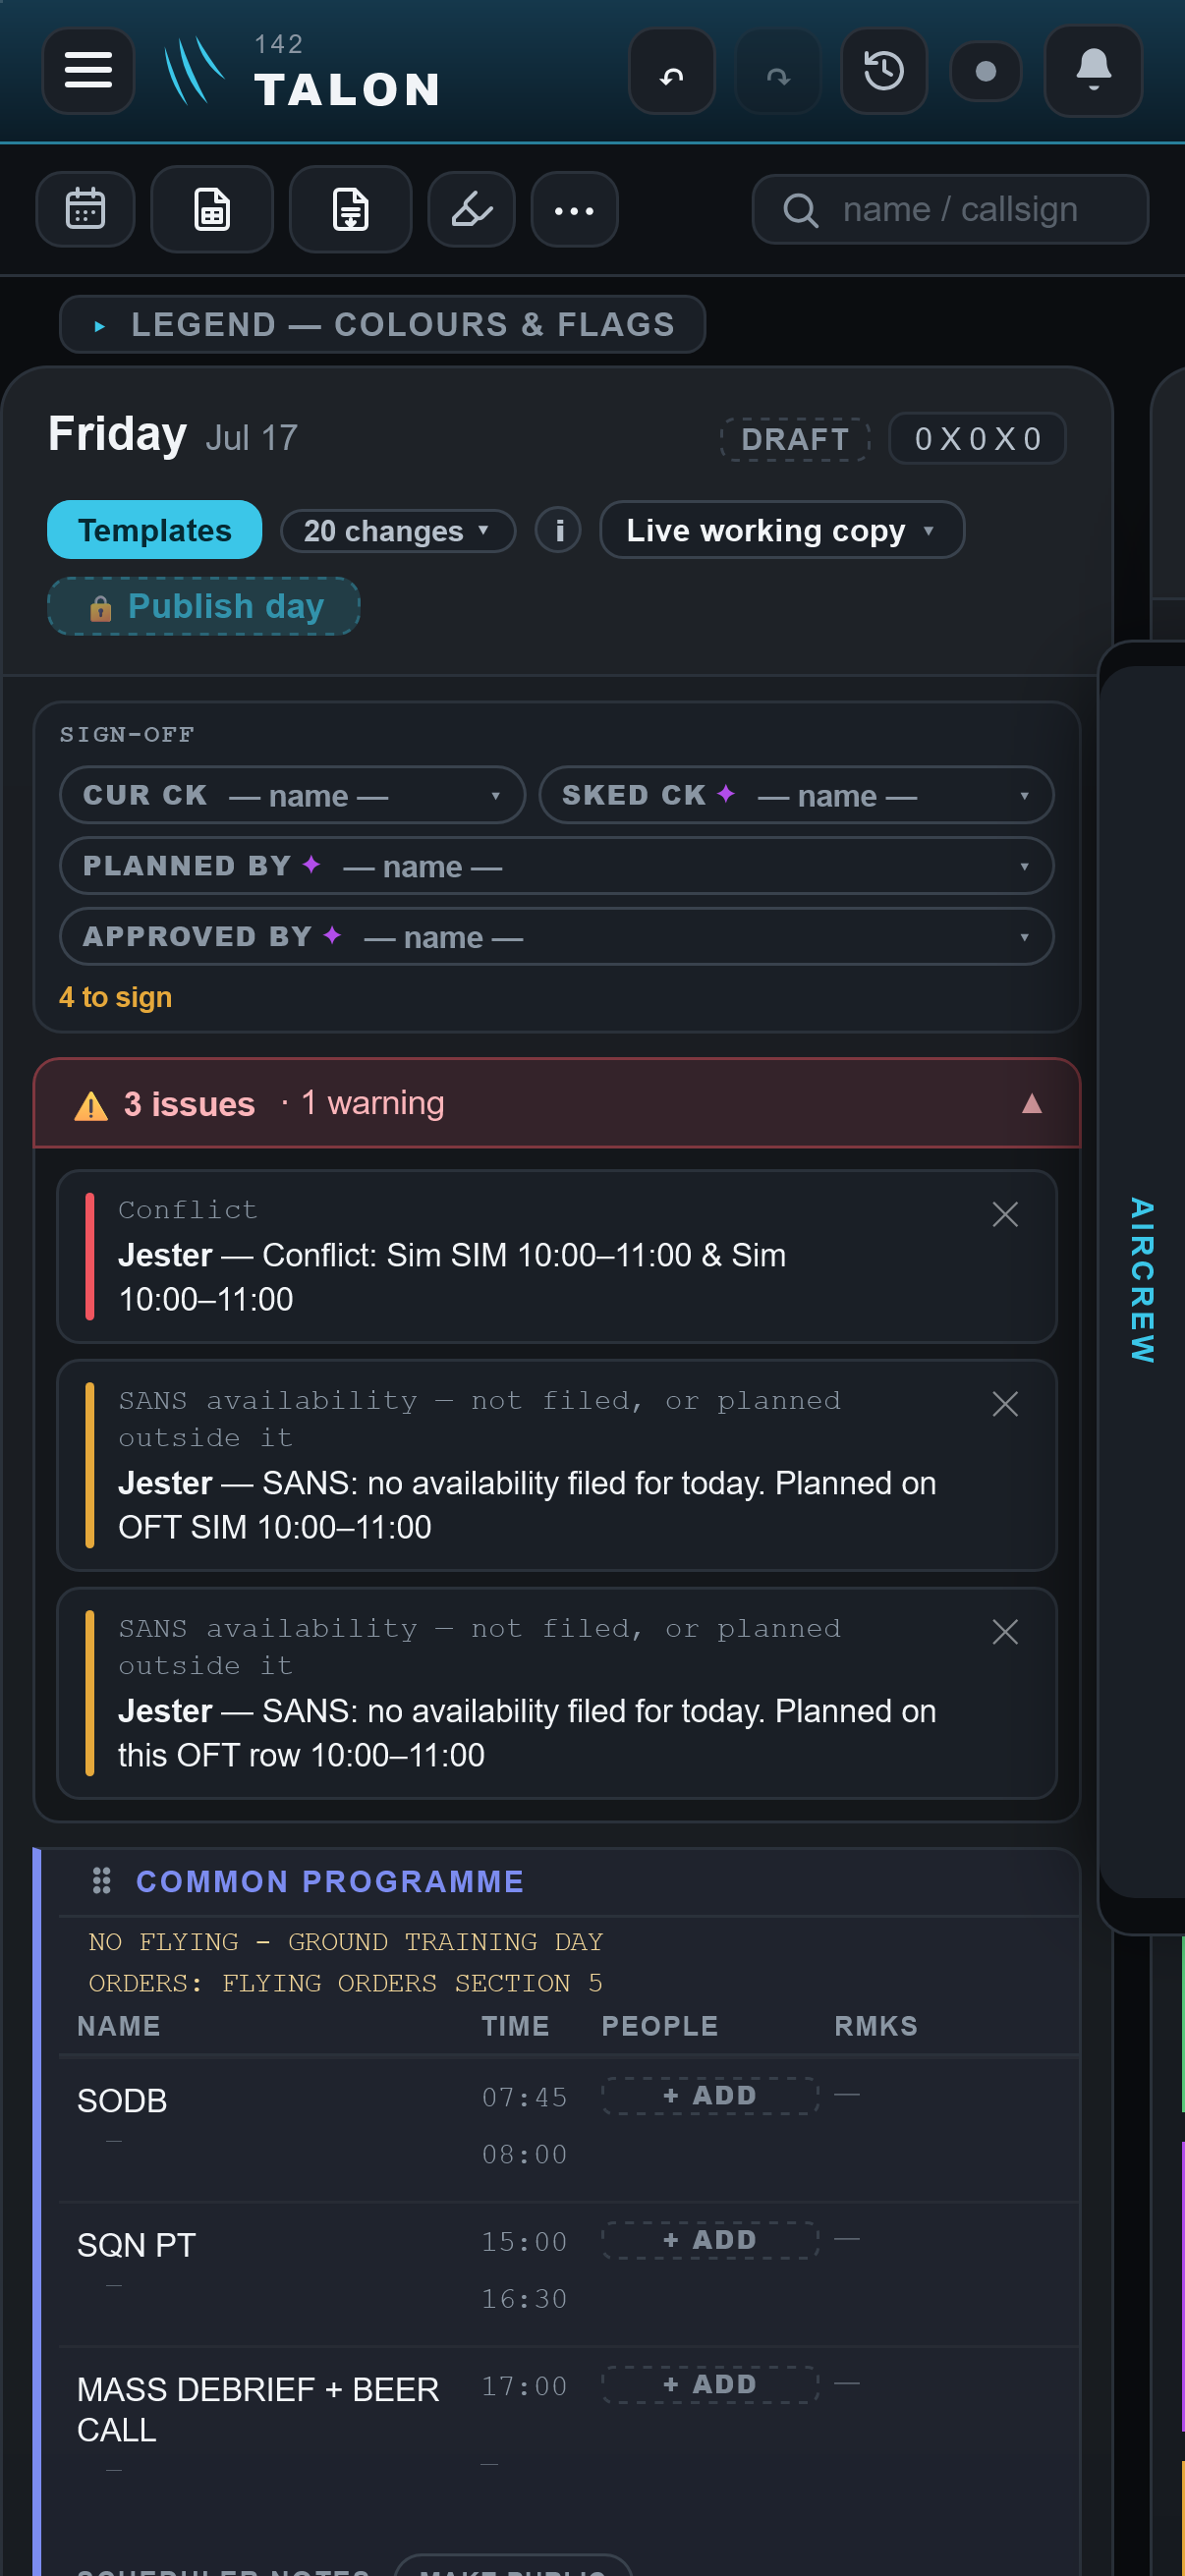 142
TALON
name / callsign
LEGEND — COLOURS & FLAGS
Friday Jul 17 DRAFT 0 X 0 X 0
Templates 20 changes i Live working copy
Publish day
SIGN-OFF
CUR CK — name — SKED CK — name —
PLANNED BY — name —
APPROVED BY — name —
4 to sign
3 issues · 1 warning
Conflict
Jester — Conflict: Sim SIM 10:00–11:00 & Sim
10:00–11:00
SANS availability — not filed, or planned
outside it
Jester — SANS: no availability filed for today. Planned on
OFT SIM 10:00–11:00
SANS availability — not filed, or planned
outside it
Jester — SANS: no availability filed for today. Planned on
this OFT row 10:00–11:00
AIRCREW
COMMON PROGRAMME
NO FLYING - GROUND TRAINING DAY
ORDERS: FLYING ORDERS SECTION 5
NAME TIME PEOPLE RMKS
SODB 07:45 + ADD —
— 08:00
SQN PT 15:00 + ADD —
— 16:30
MASS DEBRIEF + BEER 17:00 + ADD —
CALL
— —
SCHEDULER NOTES MAKE PUBLIC